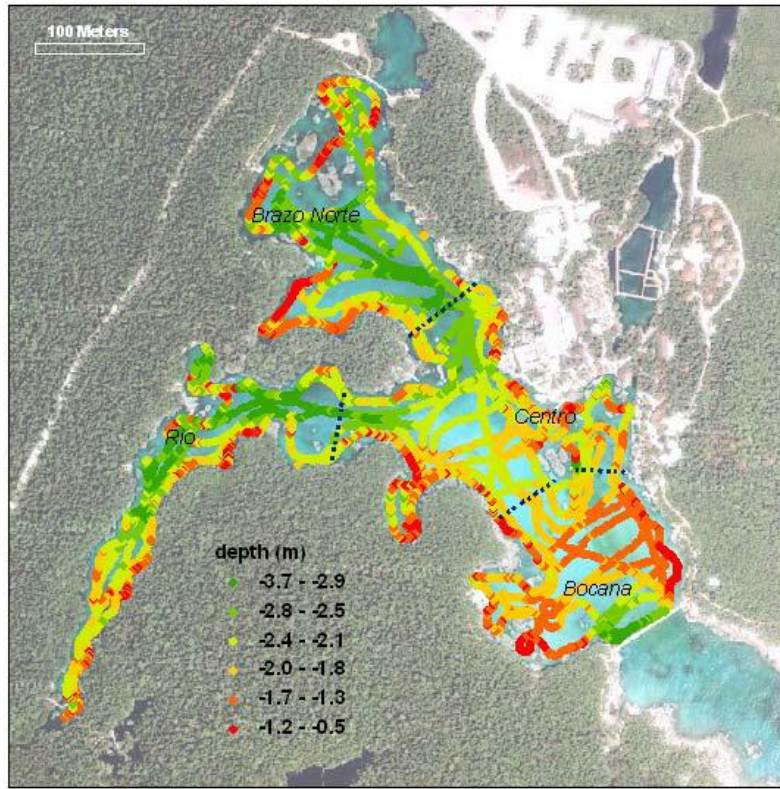 100 Meters
Brazo Norte
Centro
Rio
depth (m)
-3.7 - -2.9
-2.8 - -2.5
Bocana
-2.4 - -2.1
-2.0 - -1.8
-1.7 - -1.3
-1.2 - -0.5